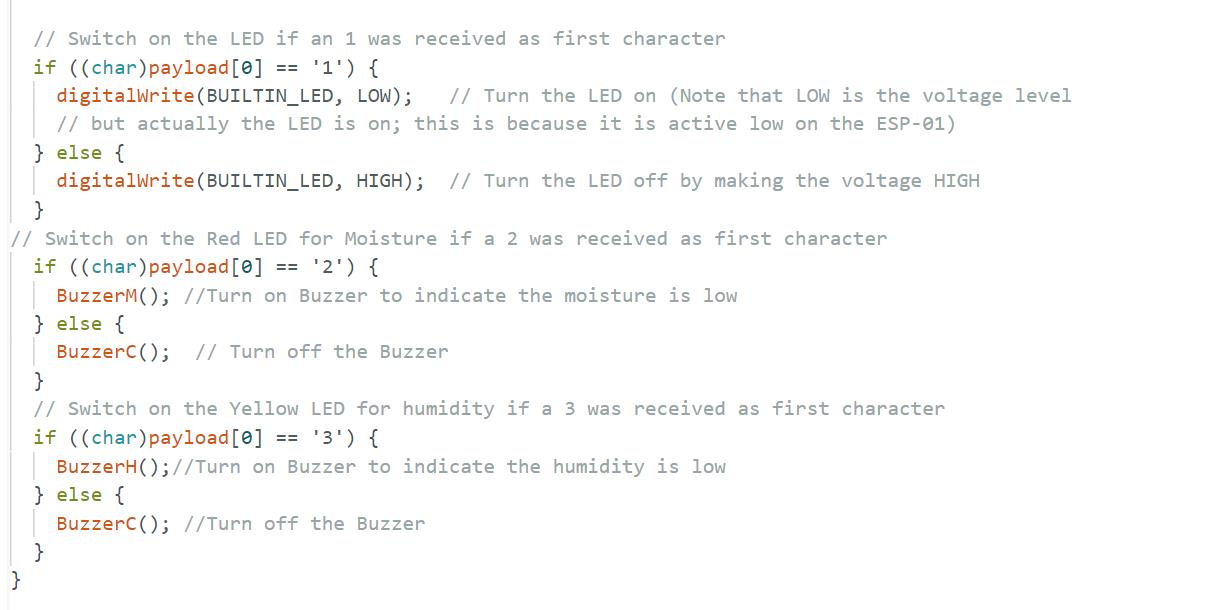 // Switch on the LED if an 1 was received as first character
if ((char)payload[0] == '1') {
digitalWrite(BUILTIN_LED, LOW);   // Turn the LED on (Note that LOW is the voltage level
// but actually the LED is on; this is because it is active low on the ESP-01)
} else {
digitalWrite(BUILTIN_LED, HIGH);  // Turn the LED off by making the voltage HIGH
}
// Switch on the Red LED for Moisture if a 2 was received as first character
if ((char)payload[0] == '2') {
BuzzerM(); //Turn on Buzzer to indicate the moisture is low
} else {
BuzzerC();  // Turn off the Buzzer
}
// Switch on the Yellow LED for humidity if a 3 was received as first character
if ((char)payload[0] == '3') {
BuzzerH();//Turn on Buzzer to indicate the humidity is low
} else {
BuzzerC(); //Turn off the Buzzer
}
}